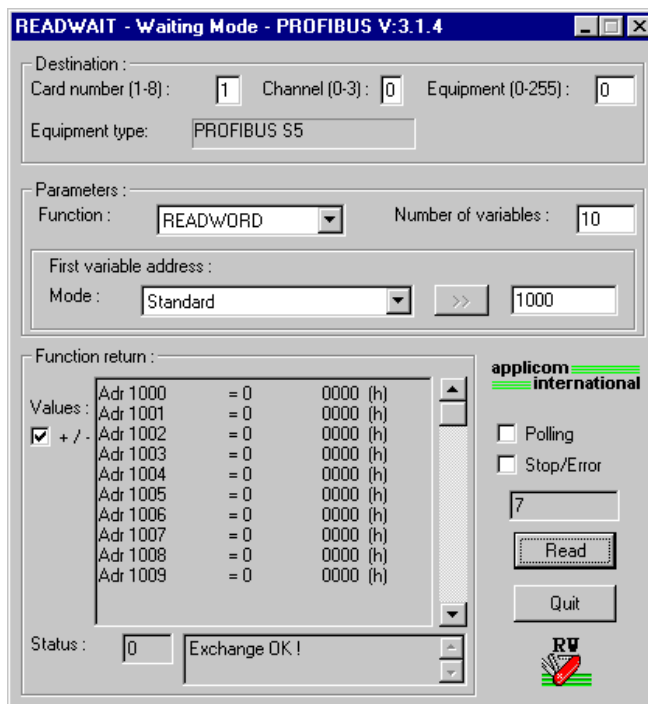 READWAIT - Waiting Mode - PROFIBUS V:3.1.4
Destination :
Card number (1-8) : 1 Channel (0-3) : 0 Equipment (0-255) : 0
Equipment type: PROFIBUS S5
Parameters :
Function : READWORD Number of variables : 10
First variable address :
Mode : Standard >> 1000
Function return :
Values :
+ / -
Adr 1000 = 0 0000 (h)
Adr 1001 = 0 0000 (h)
Adr 1002 = 0 0000 (h)
Adr 1003 = 0 0000 (h)
Adr 1004 = 0 0000 (h)
Adr 1005 = 0 0000 (h)
Adr 1006 = 0 0000 (h)
Adr 1007 = 0 0000 (h)
Adr 1008 = 0 0000 (h)
Adr 1009 = 0 0000 (h)
Status : 0 Exchange OK !
applicom
international
Polling
Stop/Error
7
Read
Quit
RW